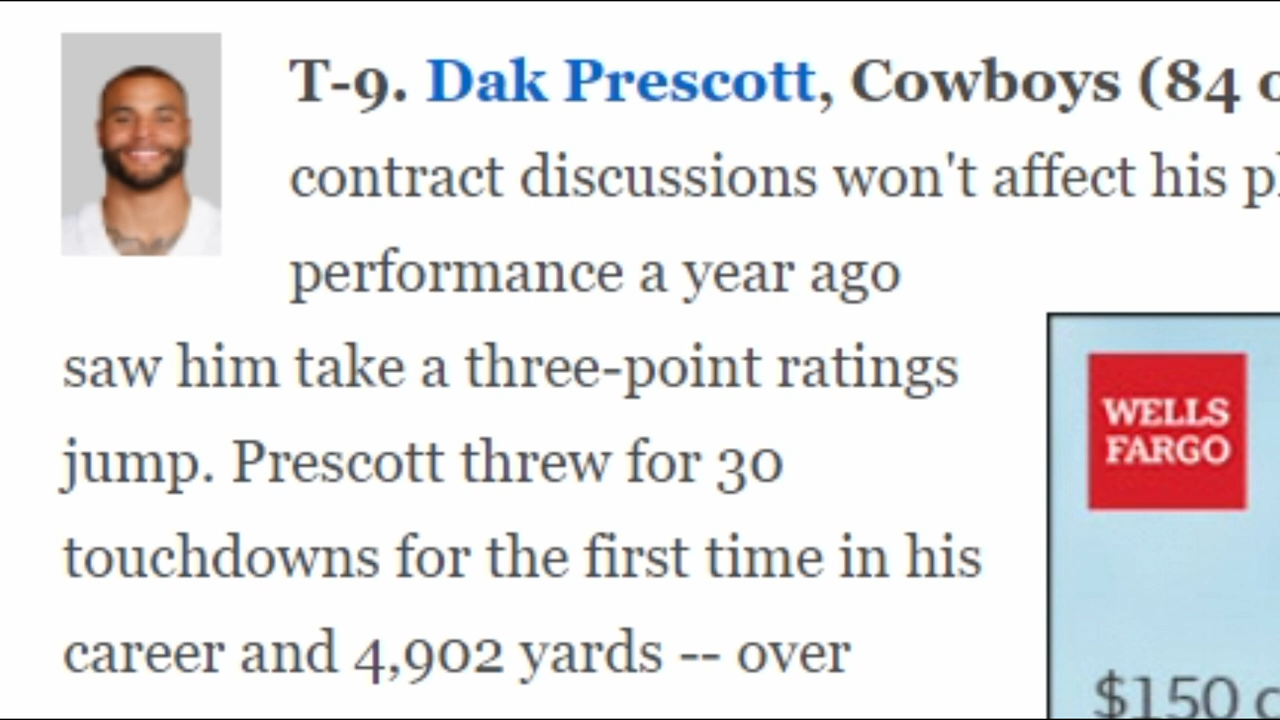 T-9. Dak Prescott, Cowboys (84
contract discussions won't affect his
performance a year ago
saw him take a three-point ratings
jump. Prescott threw for 30
touchdowns for the first time in his
career and 4,902 yards -- over
WELLS
FARGO
$150